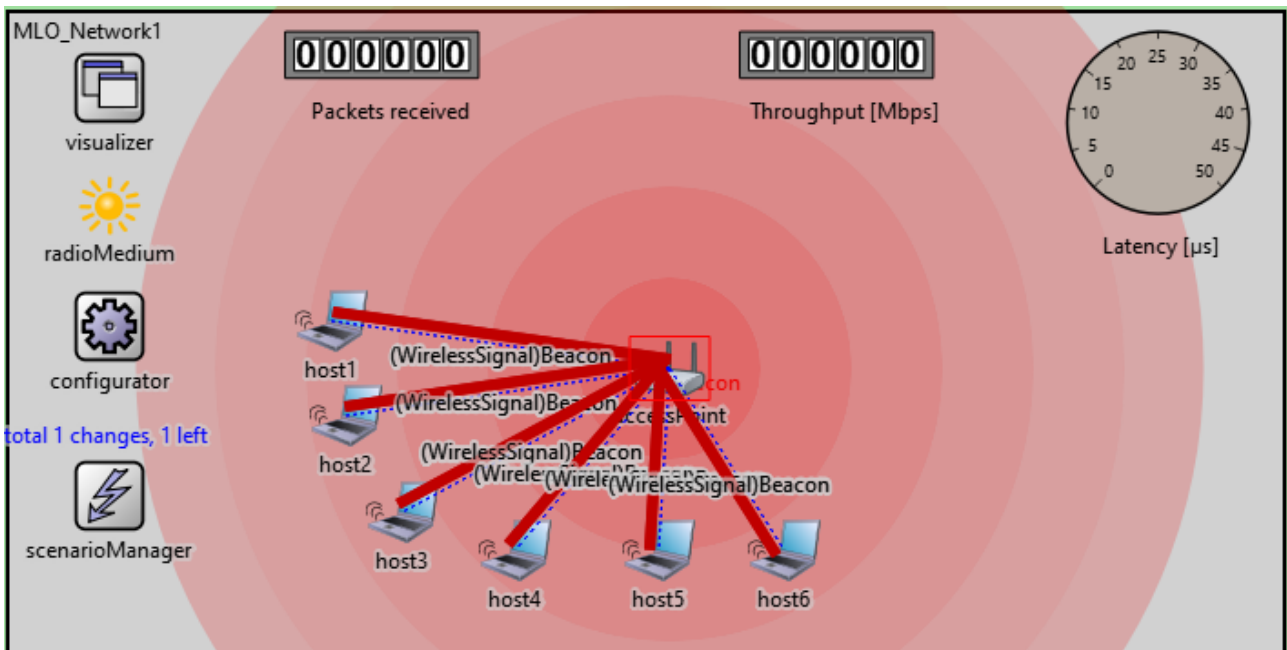 MLO_Network1
000000
Packets received
000000
Throughput [Mbps]
0
5
10
15
20
25
30
35
40
45
50
Latency [µs]
visualizer
radioMedium
configurator
total 1 changes, 1 left
scenarioManager
host1
(WirelessSignal)Beacon
host2
(WirelessSignal)Beacon
host3
(WirelessSignal)Beacon
host4
host5
(WirelessSignal)Beacon
host6